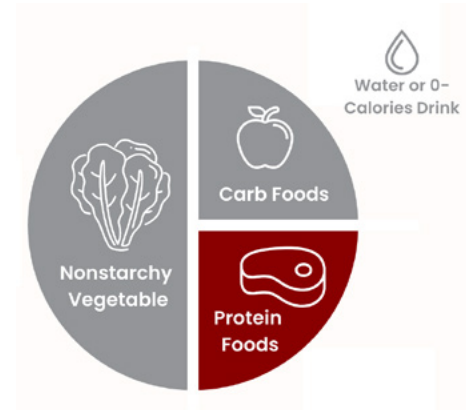 Water or 0-
Calories Drink
Carb Foods
Nonstarchy
Vegetable
Protein
Foods